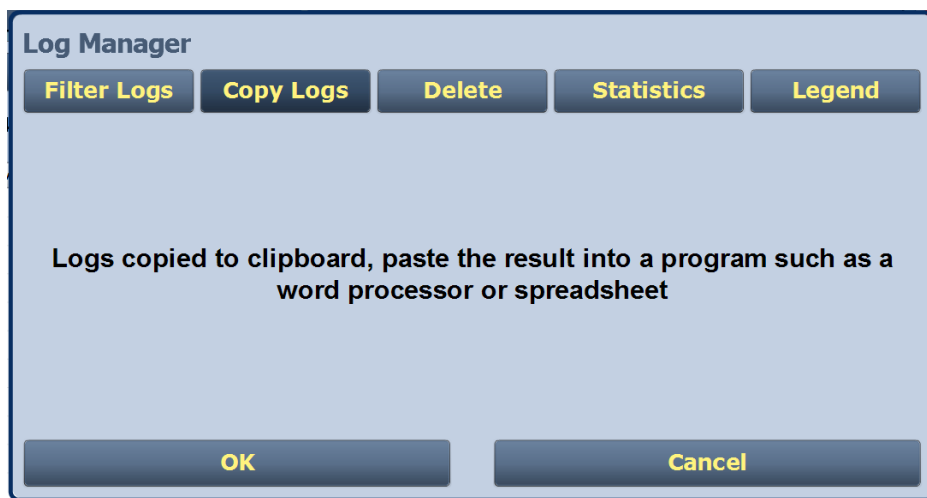 Log Manager
Filter Logs Copy Logs Delete Statistics Legend
Logs copied to clipboard, paste the result into a program such as a
word processor or spreadsheet
OK Cancel